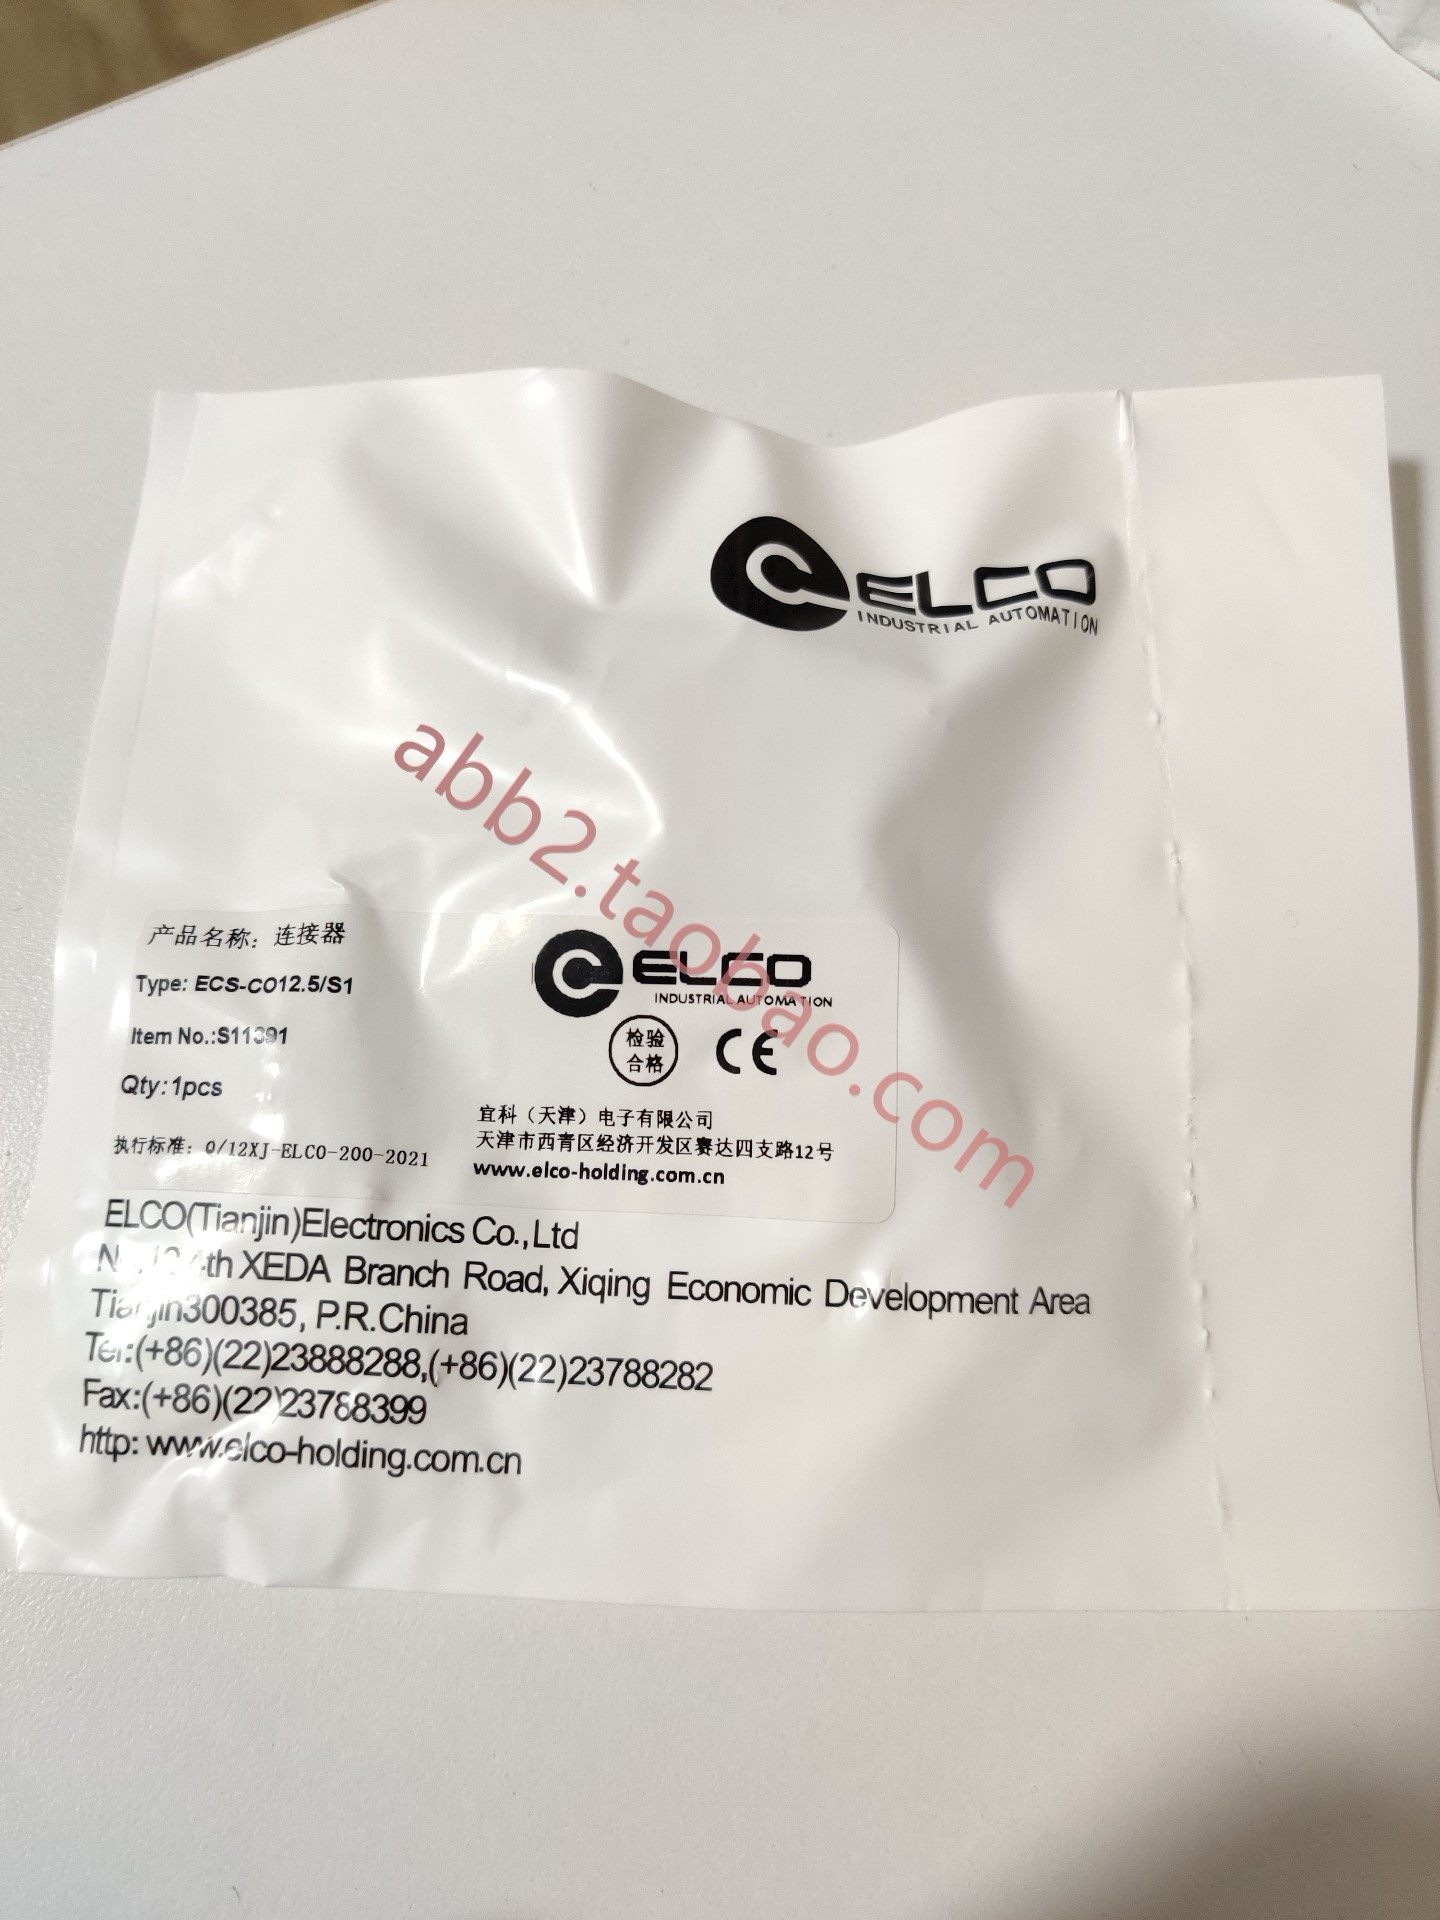 ELCO
INDUSTRIAL AUTOMATION
abb2.taobao.com
产品名称：连接器
Type: ECS-CO12.5/S1
Item No.:S11391
Qty:1pcs
执行标准：Q/12XJ-ELCO-200-2021
ELCO
INDUSTRIAL AUTOMATION
检验
合格
CE
宜科（天津）电子有限公司
天津市西青区经济开发区赛达四支路12号
www.elco-holding.com.cn
ELCO(Tianjin)Electronics Co.,Ltd
XEDA Branch Road, Xiqing Economic Development Area
Tianjin300385, P.R.China
Tel:(+86)(22)23888288,(+86)(22)23788282
Fax:(+86)(22)23788399
http: www.elco-holding.com.cn